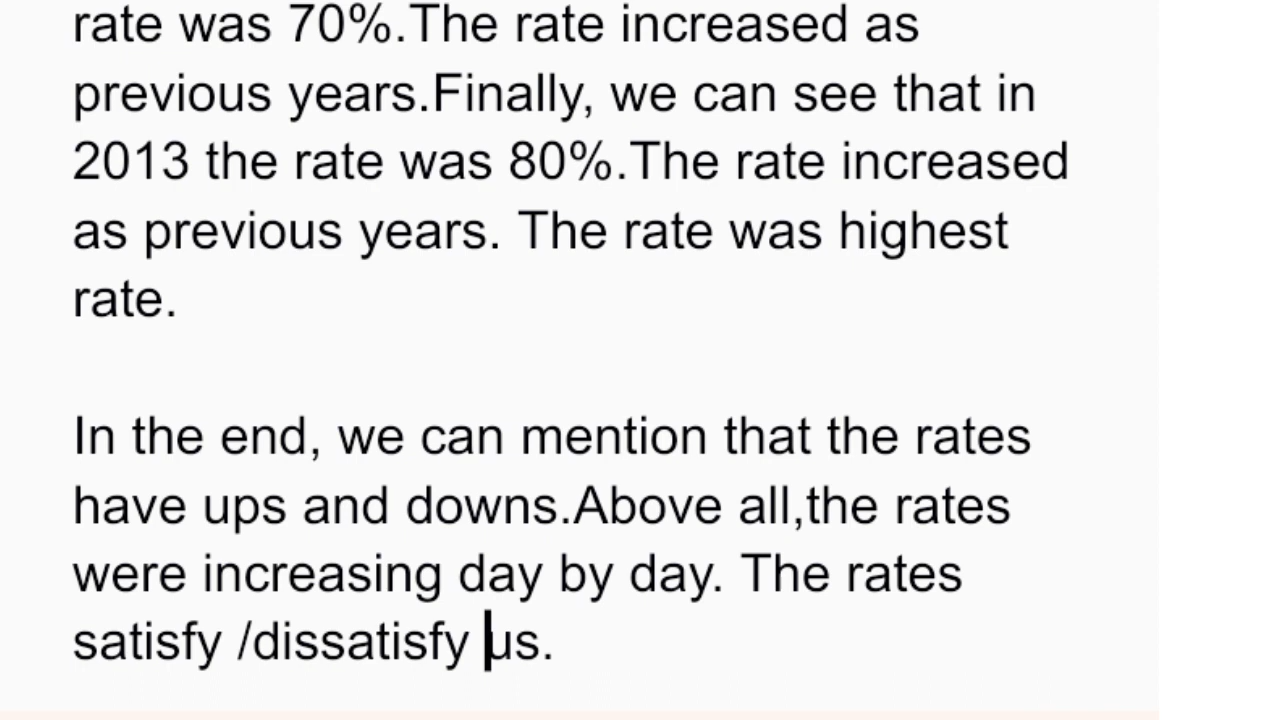 rate was 70%.The rate increased as
previous years.Finally, we can see that in
2013 the rate was 80%.The rate increased
as previous years. The rate was highest
rate.
In the end, we can mention that the rates
have ups and downs.Above all,the rates
were increasing day by day. The rates
satisfy /dissatisfy us.